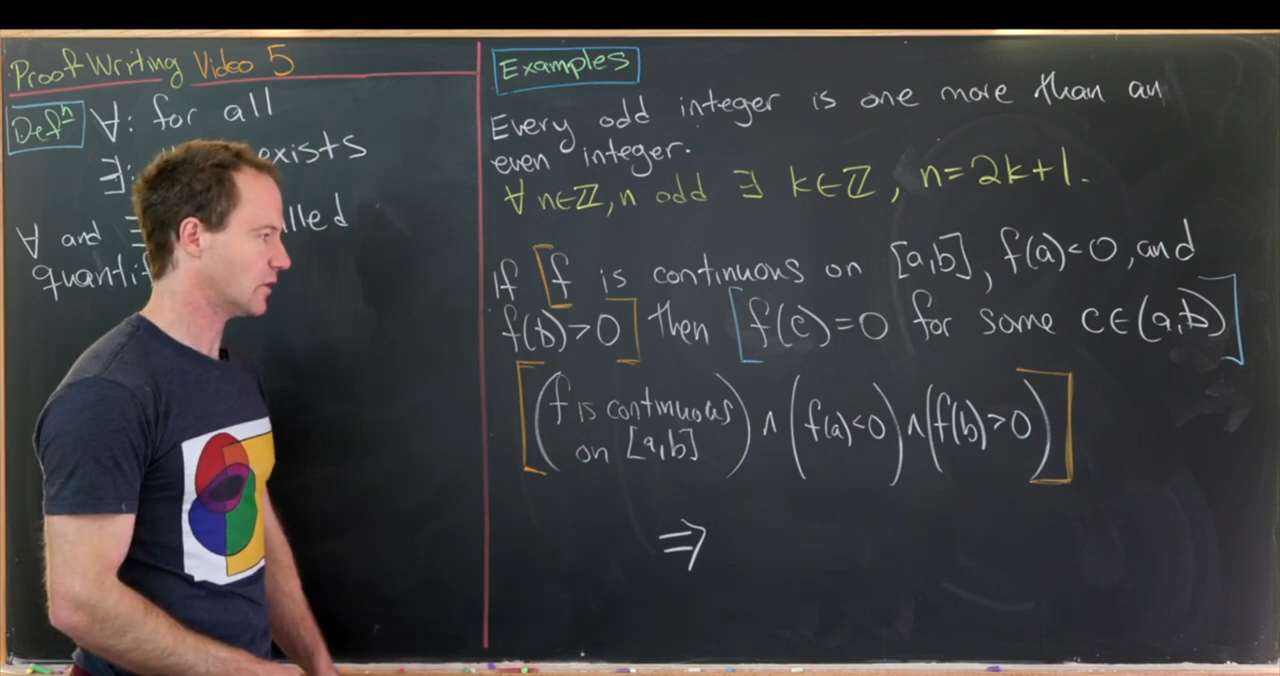 Proof Writing Video 5
Defⁿ ∀: for all
∃: exists
∀ and
Examples
Every odd integer is one more than an
even integer.
∀ n∈ℤ, n odd ∃ k∈ℤ, n=2k+1.
If [f is continuous on [a,b], f(a)<0, and
f(b)>0] then [f(c)=0 for some c∈(a,b)]
[(f is continuous
on [a,b]) ∧ (f(a)<0) ∧ (f(b)>0)]
⇒